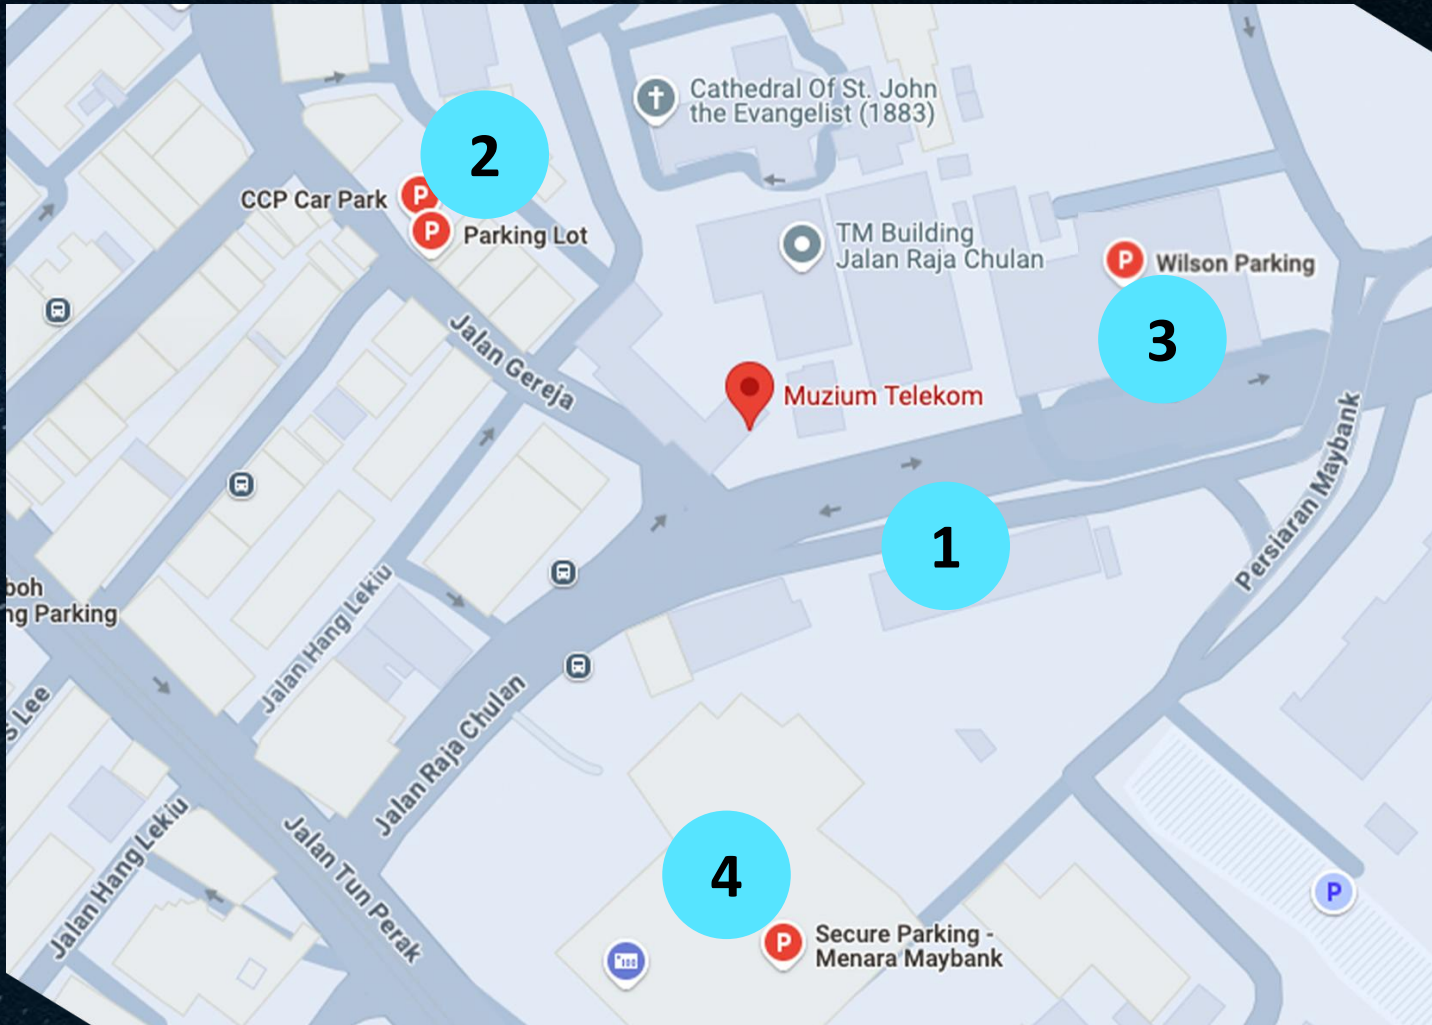 Cathedral Of St. John
the Evangelist (1883)
2
CCP Car Park
P
P
Parking Lot
TM Building
Jalan Raja Chulan
P
Wilson Parking
3
Jalan Gereja
Muzium Telekom
Persiaran Maybank
1
boh
ng Parking
Jalan Hang Lekiu
S Lee
Jalan Raja Chulan
Jalan Hang Lekiu
Jalan Tun Perak
4
P
P
Secure Parking -
Menara Maybank